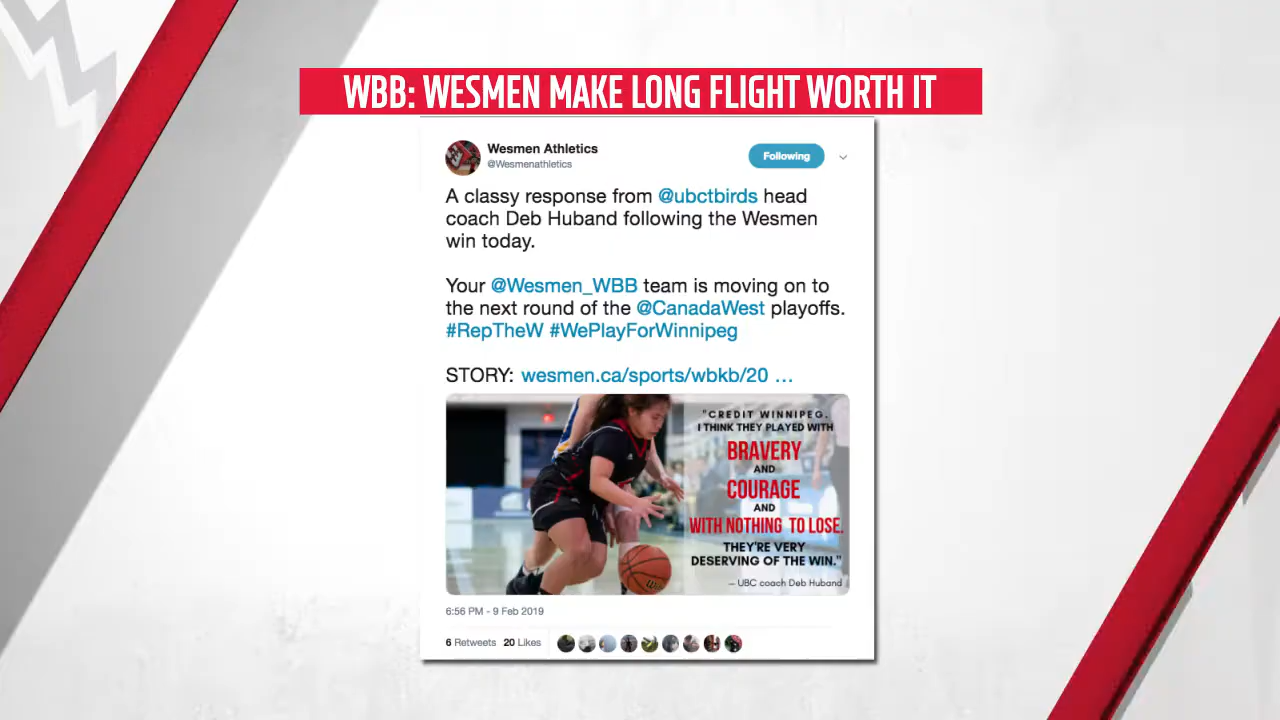 WBB: WESMEN MAKE LONG FLIGHT WORTH IT
Wesmen Athletics
@Wesmenathletics
Following
A classy response from @ubctbirds head
coach Deb Huband following the Wesmen
win today.
Your @Wesmen_WBB team is moving on to
the next round of the @CanadaWest playoffs.
#RepTheW #WePlayForWinnipeg
STORY: wesmen.ca/sports/wbkb/20 ...
"CREDIT WINNIPEG.
I THINK THEY PLAYED WITH
BRAVERY
AND
COURAGE
AND
WITH NOTHING TO LOSE.
THEY'RE VERY
DESERVING OF THE WIN."
— UBC coach Deb Huband
6:56 PM - 9 Feb 2019
6 Retweets 20 Likes